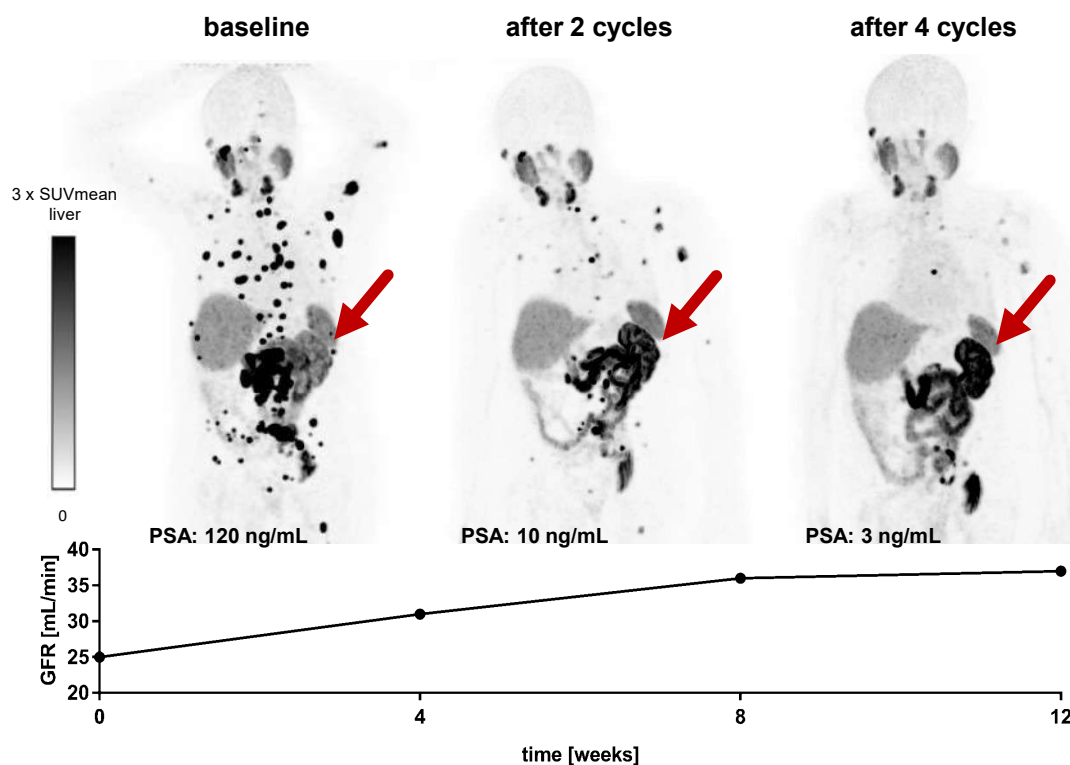 baseline
after 2 cycles
after 4 cycles
3 x SUVmean
liver
0
PSA: 120 ng/mL
PSA: 10 ng/mL
PSA: 3 ng/mL
GFR [mL/min]
40
35
30
25
20
0
4
8
12
time [weeks]